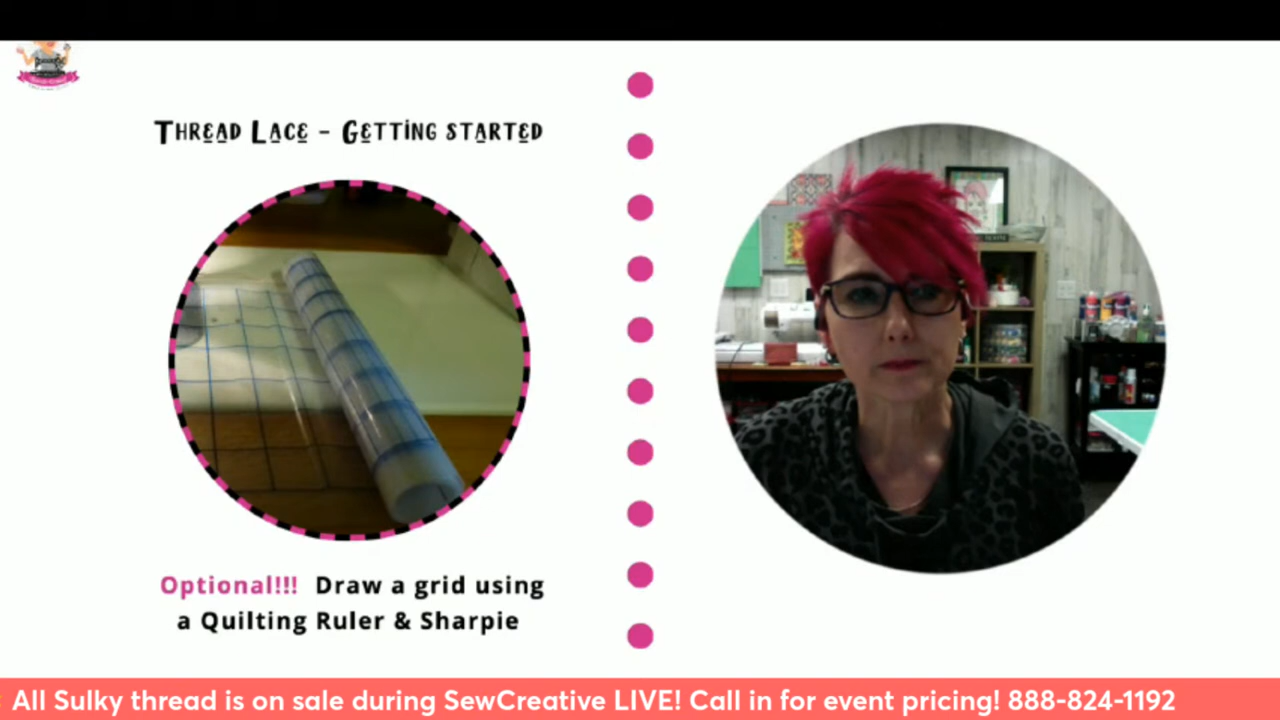 Thread Lace - Getting started
Optional!!! Draw a grid using
a Quilting Ruler & Sharpie
All Sulky thread is on sale during SewCreative LIVE! Call in for event pricing! 888-824-1192